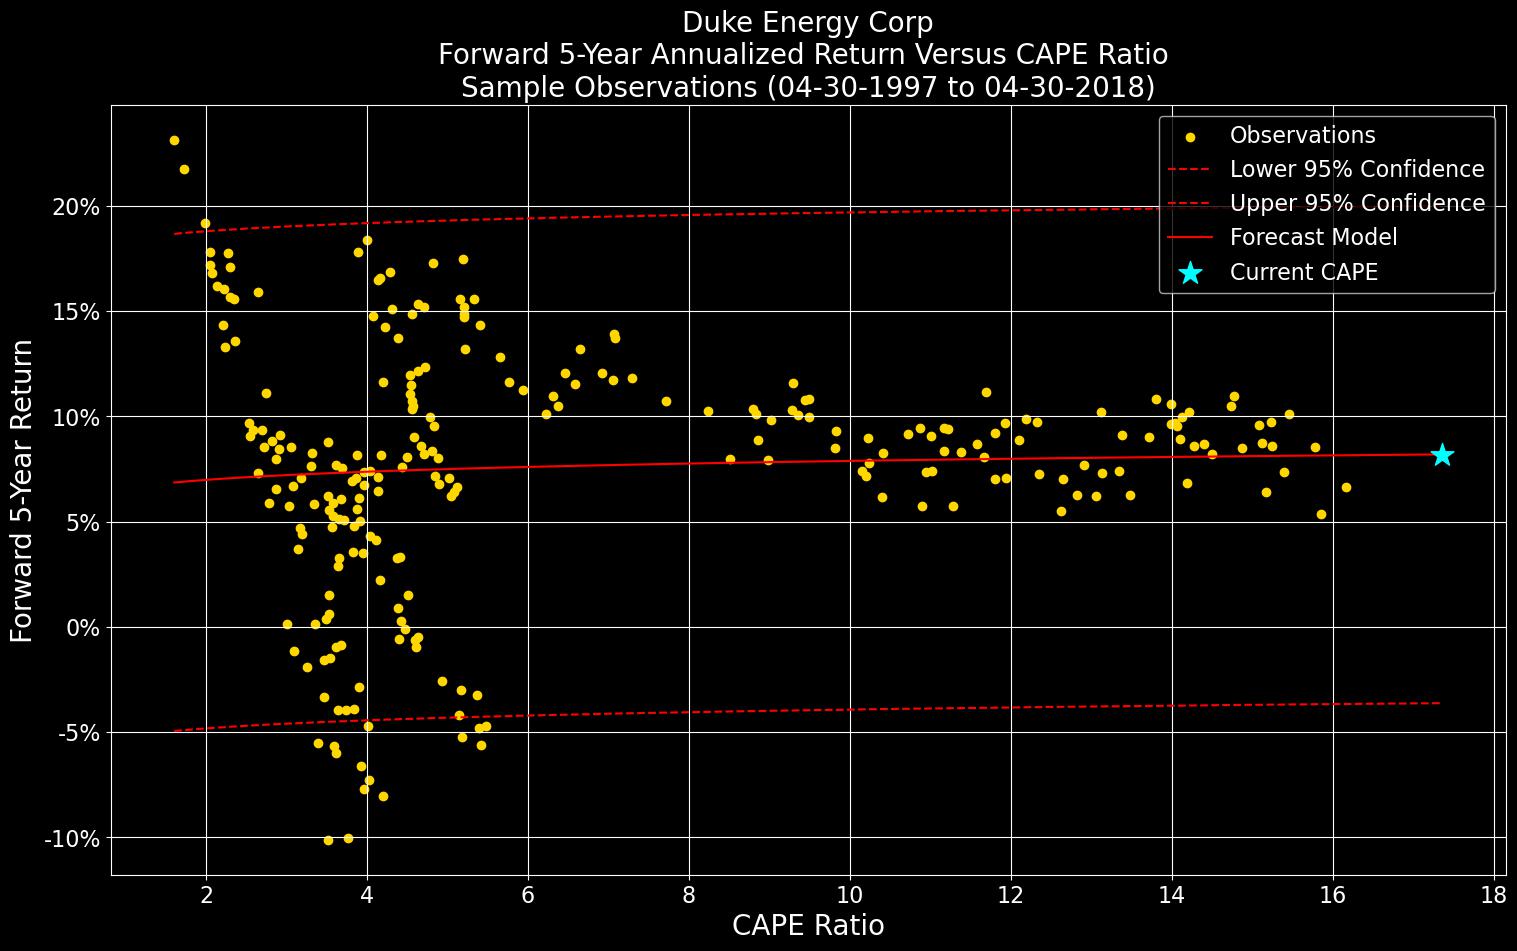 Duke Energy Corp
Forward 5-Year Annualized Return Versus CAPE Ratio
Sample Observations (04-30-1997 to 04-30-2018)
Observations
Lower 95% Confidence
Upper 95% Confidence
Forecast Model
Current CAPE
Forward 5-Year Return
20%
15%
10%
5%
0%
-5%
-10%
2 4 6 8 10 12 14 16 18
CAPE Ratio